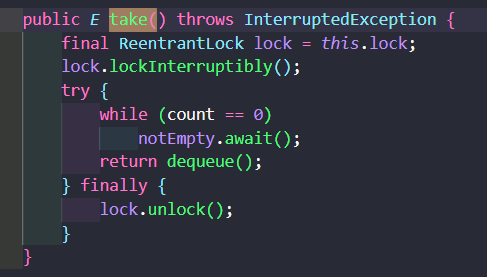 public E take() throws InterruptedException {
    final ReentrantLock lock = this.lock;
    lock.lockInterruptibly();
    try {
        while (count == 0)
            notEmpty.await();
        return dequeue();
    } finally {
        lock.unlock();
    }
}